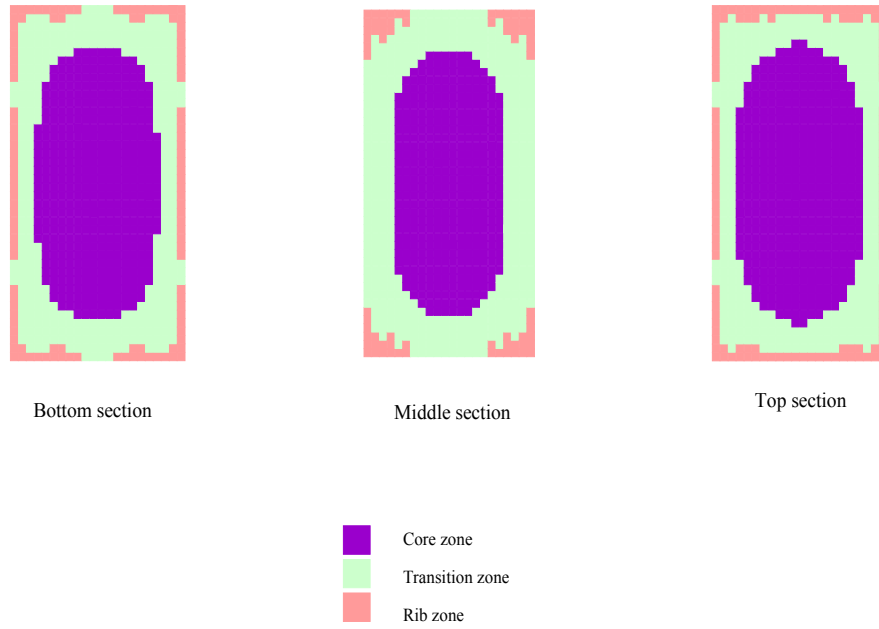 Bottom section
Middle section
Top section
Core zone
Transition zone
Rib zone